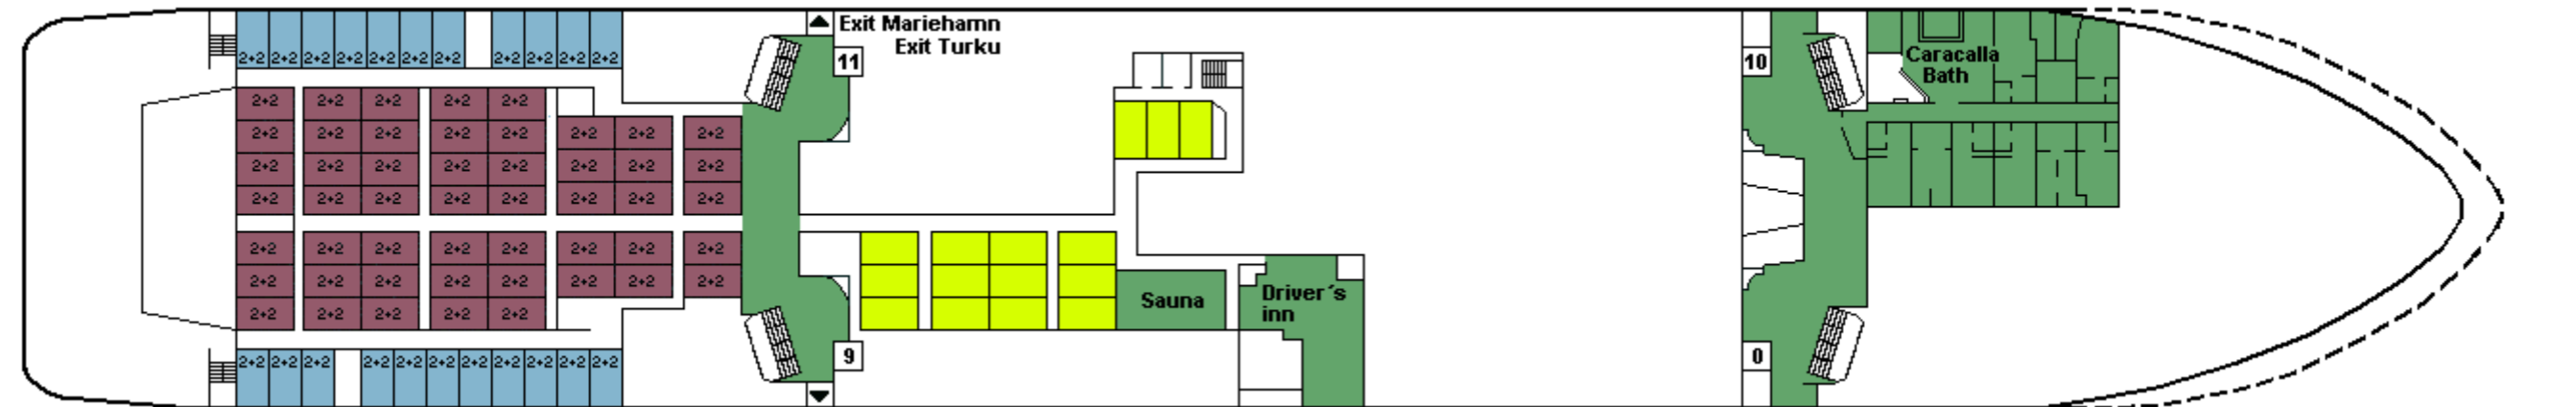 Exit Mariehamn
Exit Turku
11
10
Caracalla
Bath
2+2 2+2 2+2 2+2 2+2 2+2 2+2 2+2 2+2 2+2 2+2
2+2 2+2 2+2 2+2 2+2
2+2 2+2 2+2 2+2 2+2 2+2 2+2 2+2
2+2 2+2 2+2 2+2 2+2 2+2 2+2 2+2
2+2 2+2 2+2 2+2 2+2 2+2 2+2 2+2
2+2 2+2 2+2 2+2 2+2 2+2 2+2 2+2
2+2 2+2 2+2 2+2 2+2 2+2 2+2 2+2
2+2 2+2 2+2 2+2 2+2
Sauna
Driver´s
inn
9
0
2+2 2+2 2+2 2+2 2+2 2+2 2+2 2+2 2+2 2+2 2+2